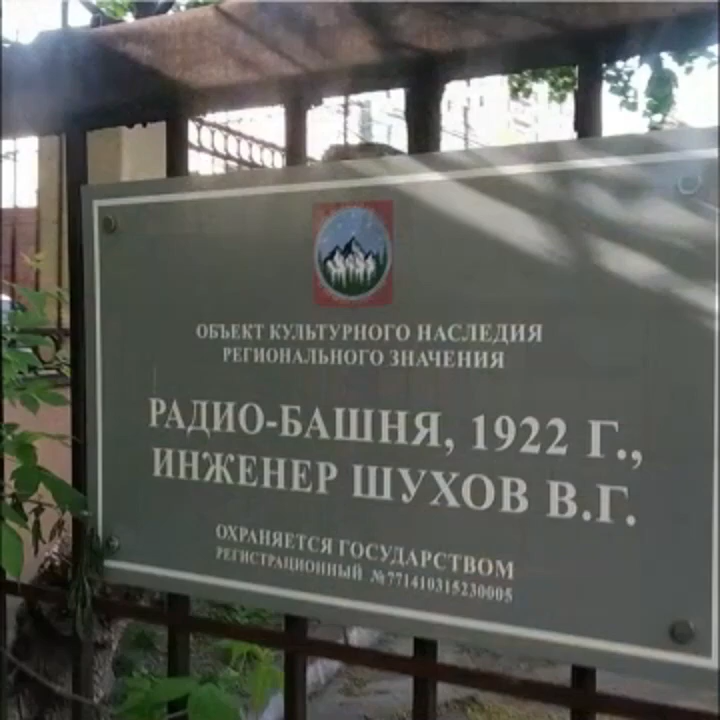 ОБЪЕКТ КУЛЬТУРНОГО НАСЛЕДИЯ
РЕГИОНАЛЬНОГО ЗНАЧЕНИЯ
РАДИО-БАШНЯ, 1922 Г.,
ИНЖЕНЕР ШУХОВ В.Г.
ОХРАНЯЕТСЯ ГОСУДАРСТВОМ
РЕГИСТРАЦИОННЫЙ №771410315230005